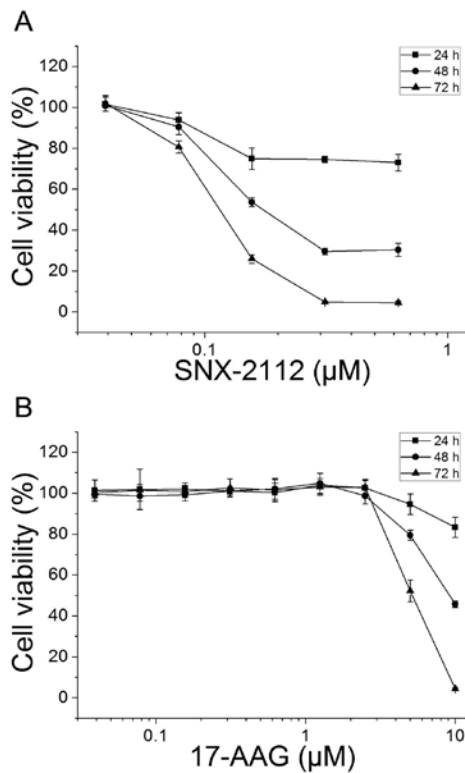 A
24 h
48 h
72 h
120
100
80
60
40
20
0
Cell viability (%)
0.1
1
SNX-2112 (µM)
B
24 h
48 h
72 h
120
100
80
60
40
20
0
Cell viability (%)
0.1
1
10
17-AAG (µM)